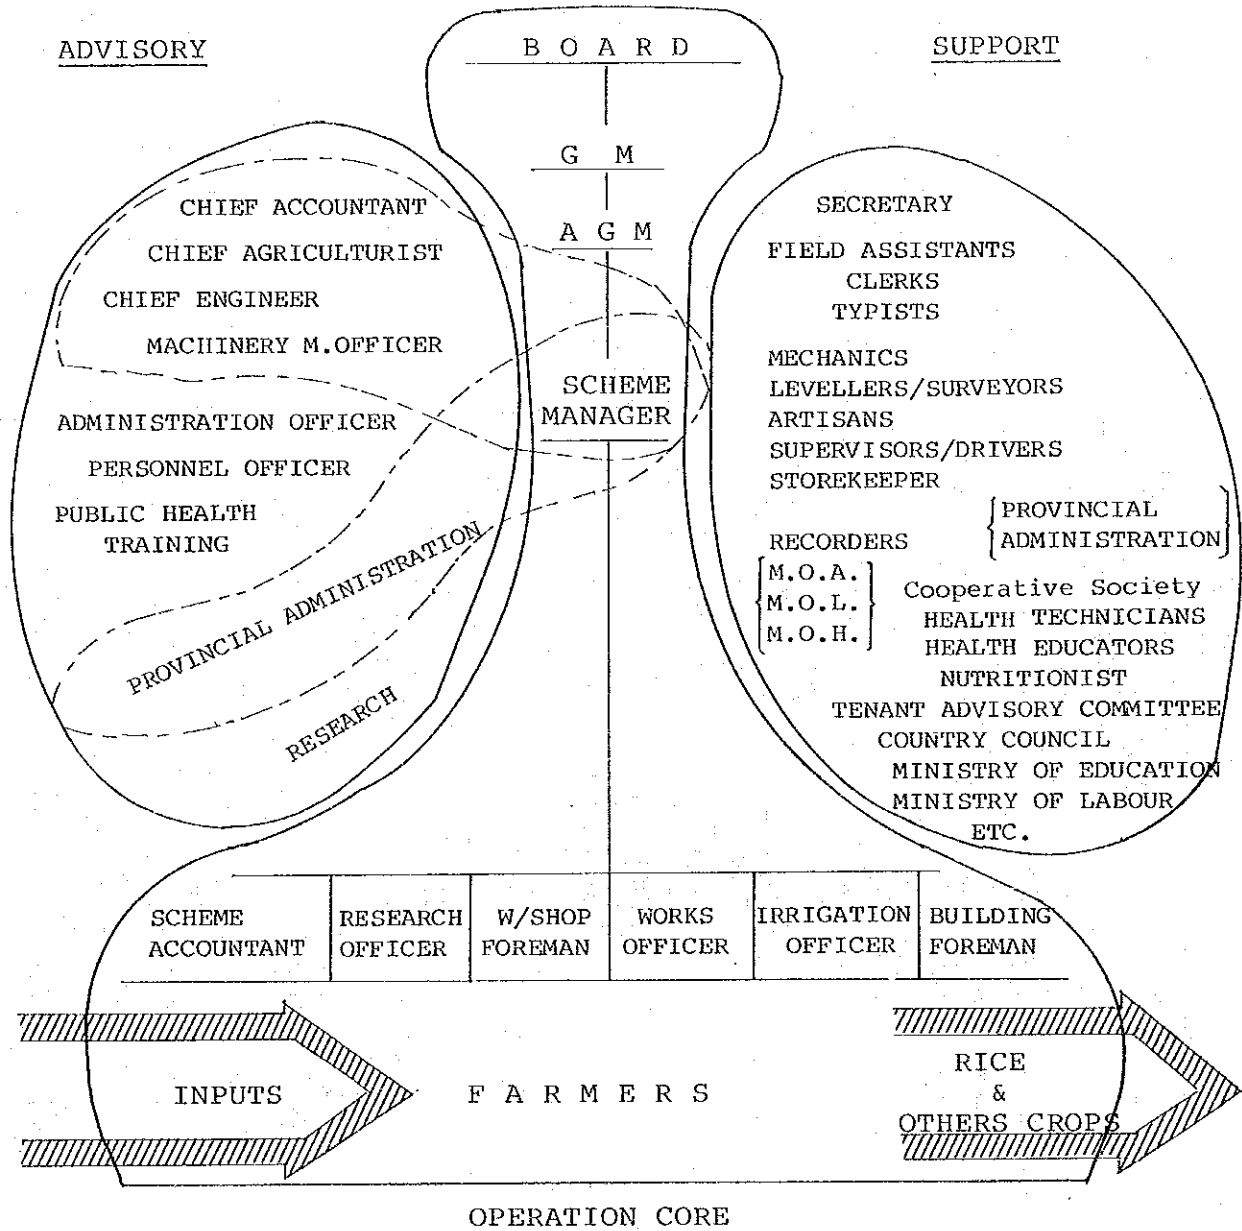 ADVISORY
B O A R D
SUPPORT
G M
A G M
SCHEME
MANAGER
CHIEF ACCOUNTANT
CHIEF AGRICULTURIST
CHIEF ENGINEER
MACHINERY M.OFFICER
ADMINISTRATION OFFICER
PERSONNEL OFFICER
PUBLIC HEALTH
TRAINING
PROVINCIAL ADMINISTRATION
RESEARCH
SECRETARY
FIELD ASSISTANTS
CLERKS
TYPISTS
MECHANICS
LEVELLERS/SURVEYORS
ARTISANS
SUPERVISORS/DRIVERS
STOREKEEPER
PROVINCIAL
ADMINISTRATION
RECORDERS
M.O.A.
M.O.L.
M.O.H.
Cooperative Society
HEALTH TECHNICIANS
HEALTH EDUCATORS
NUTRITIONIST
TENANT ADVISORY COMMITTEE
COUNTRY COUNCIL
MINISTRY OF EDUCATION
MINISTRY OF LABOUR
ETC.
SCHEME
ACCOUNTANT
RESEARCH
OFFICER
W/SHOP
FOREMAN
WORKS
OFFICER
IRRIGATION
OFFICER
BUILDING
FOREMAN
INPUTS
F A R M E R S
RICE
&
OTHERS CROPS
OPERATION CORE